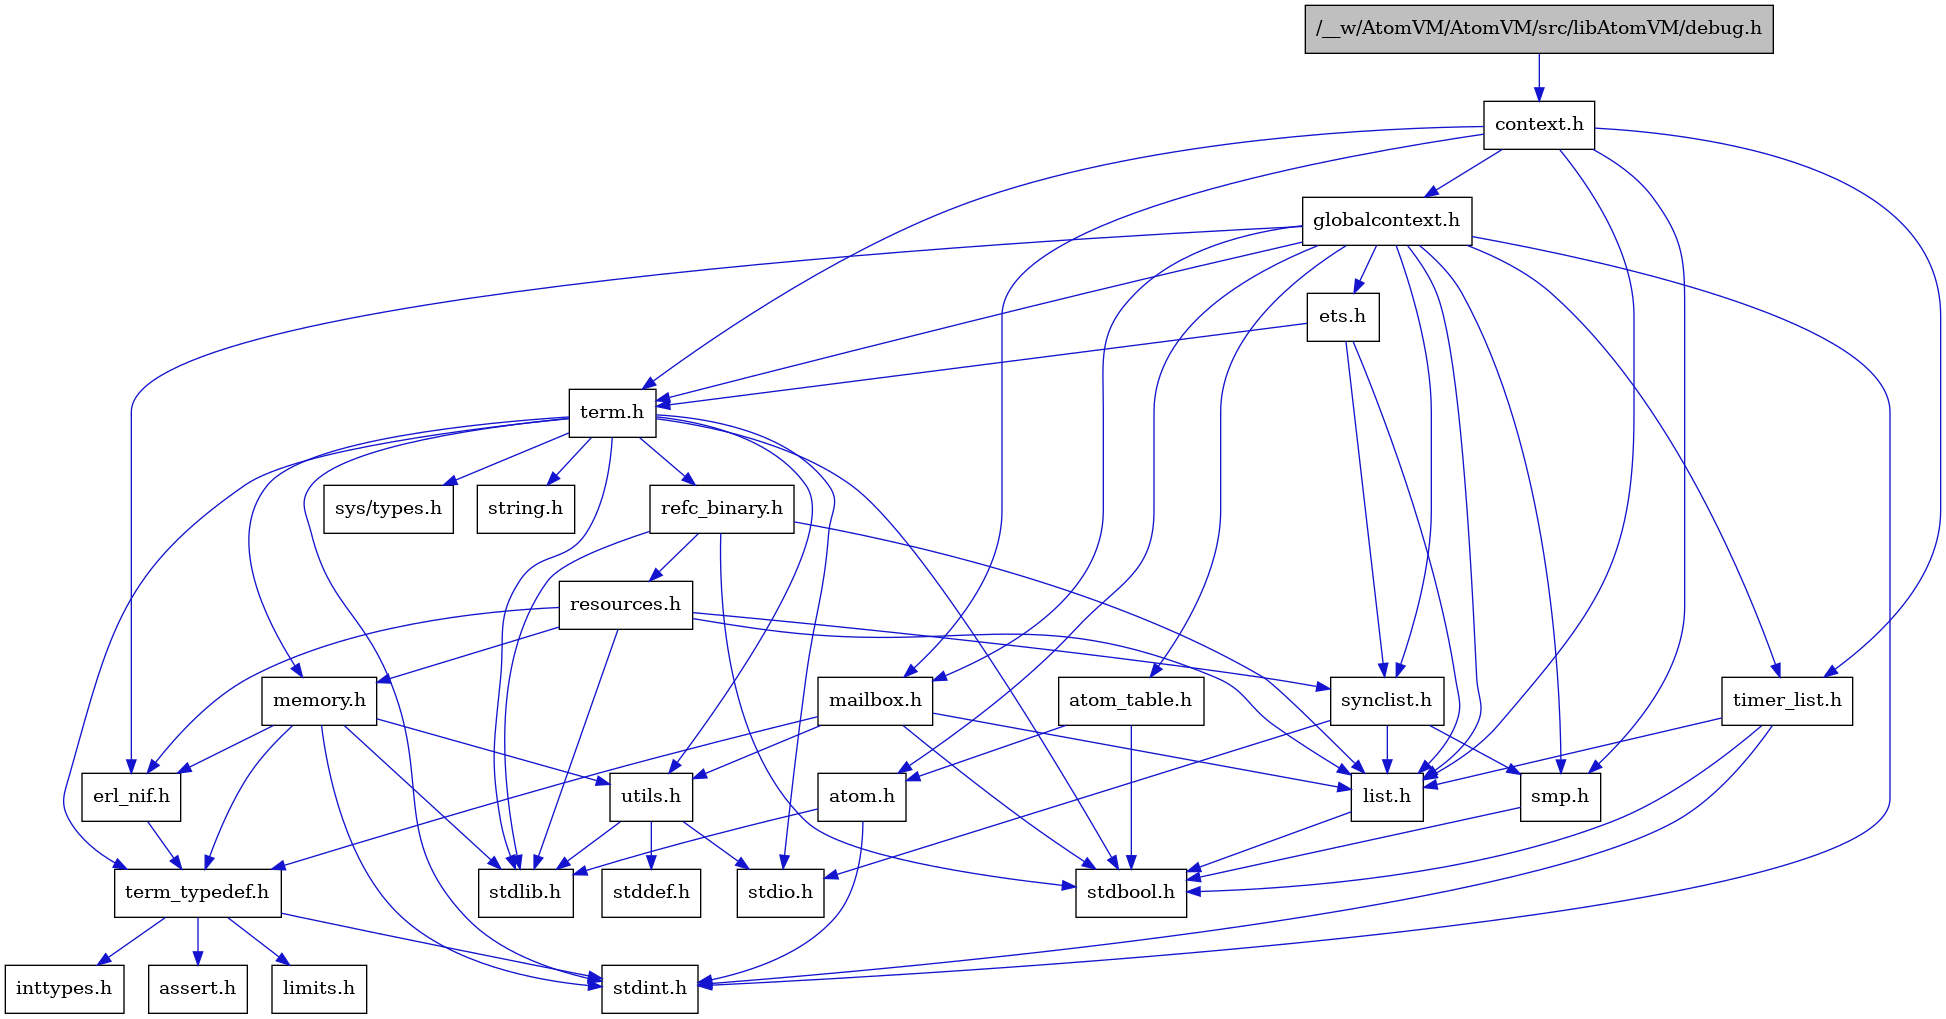 /__w/AtomVM/AtomVM/src/libAtomVM/debug.h
context.h
globalcontext.h
ets.h
term.h
sys/types.h
string.h
refc_binary.h
resources.h
memory.h
mailbox.h
atom_table.h
synclist.h
timer_list.h
erl_nif.h
utils.h
atom.h
list.h
smp.h
term_typedef.h
stdlib.h
stddef.h
stdio.h
stdbool.h
inttypes.h
assert.h
limits.h
stdint.h